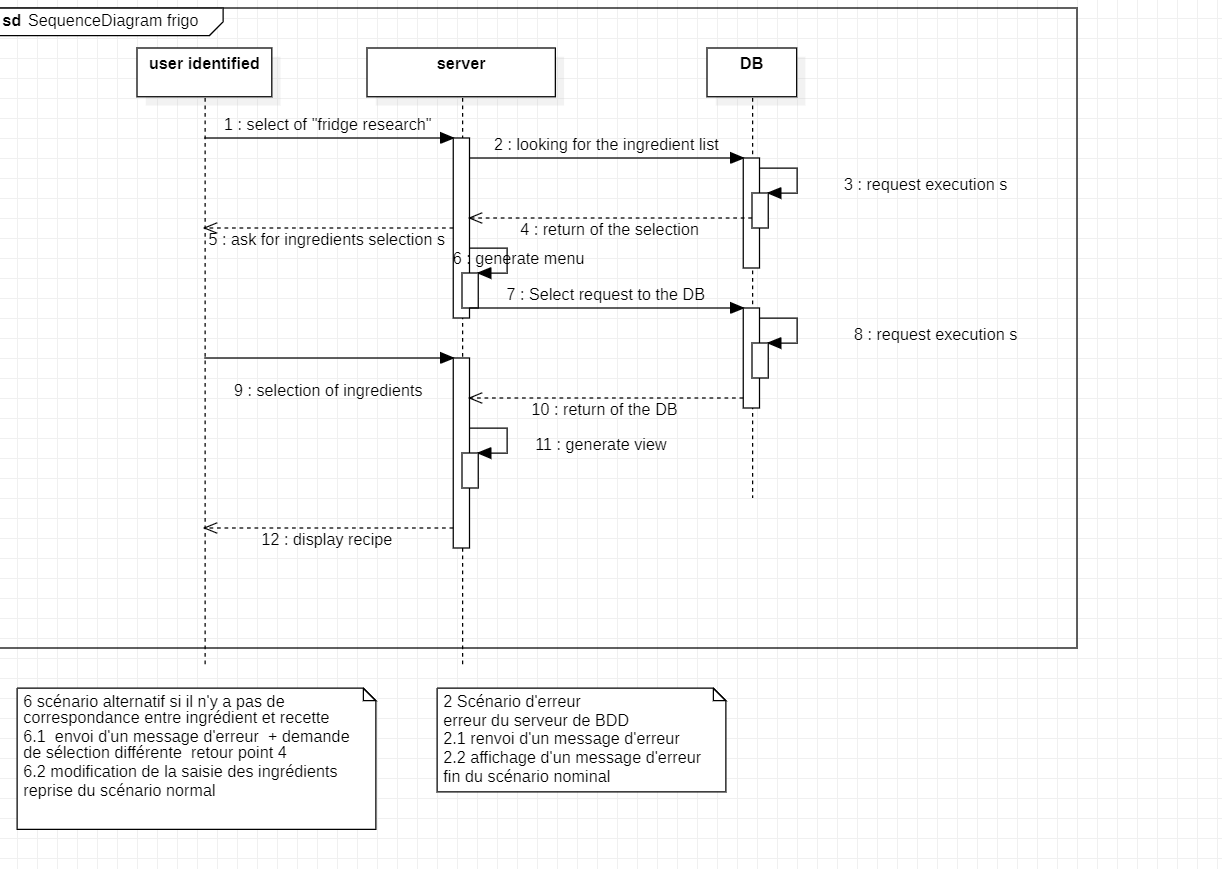 sd SequenceDiagram frigo
user identified
server
DB
1 : select of "fridge research"
2 : looking for the ingredient list
3 : request execution s
4 : return of the selection
5 : ask for ingredients selection s
6 : generate menu
7 : Select request to the DB
8 : request execution s
9 : selection of ingredients
10 : return of the DB
11 : generate view
12 : display recipe
6 scénario alternatif si il n'y a pas de
correspondance entre ingrédient et recette
6.1 envoi d'un message d'erreur + demande
de sélection différente retour point 4
6.2 modification de la saisie des ingrédients
reprise du scénario normal
2 Scénario d'erreur
erreur du serveur de BDD
2.1 renvoi d'un message d'erreur
2.2 affichage d'un message d'erreur
fin du scénario nominal